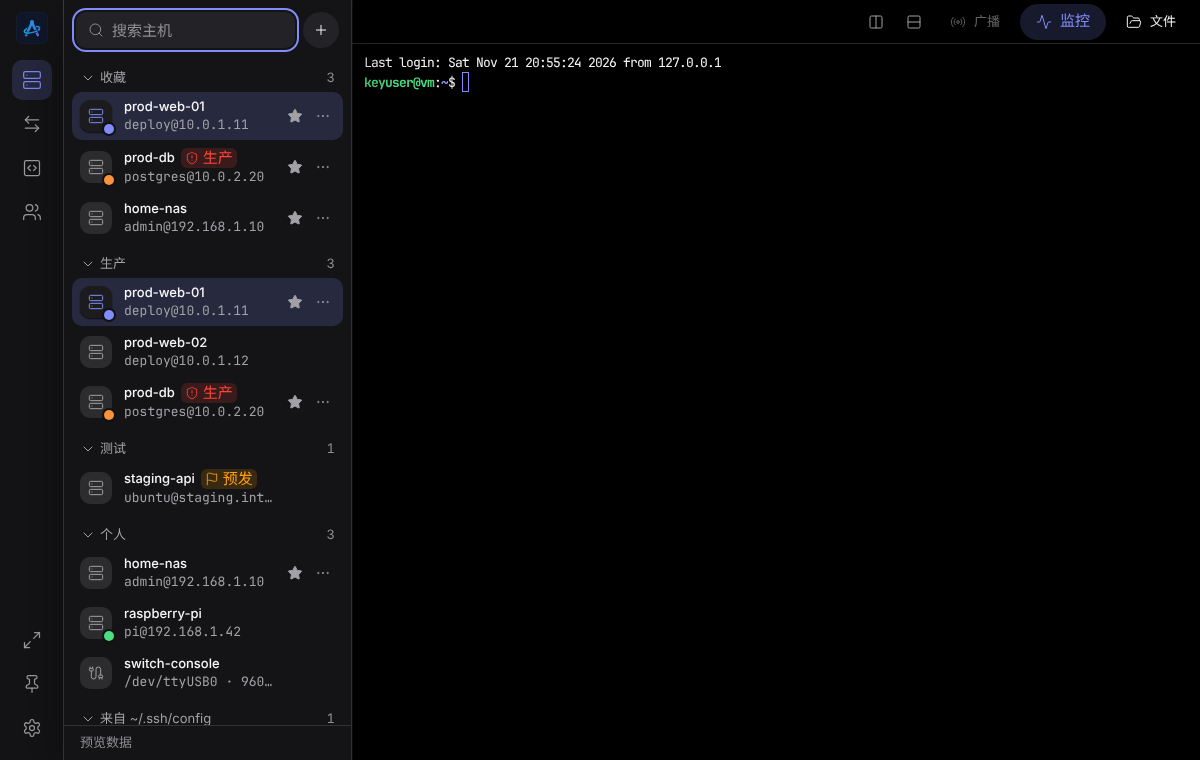 搜索主机
收藏 3
prod-web-01
deploy@10.0.1.11
prod-db 生产
postgres@10.0.2.20
home-nas
admin@192.168.1.10
生产 3
prod-web-01
deploy@10.0.1.11
prod-web-02
deploy@10.0.1.12
prod-db 生产
postgres@10.0.2.20
测试 1
staging-api 预发
ubuntu@staging.int…
个人 3
home-nas
admin@192.168.1.10
raspberry-pi
pi@192.168.1.42
switch-console
/dev/ttyUSB0 · 960…
来自 ~/.ssh/config 1
预览数据
广播 监控 文件
Last login: Sat Nov 21 20:55:24 2026 from 127.0.0.1
keyuser@vm:~$